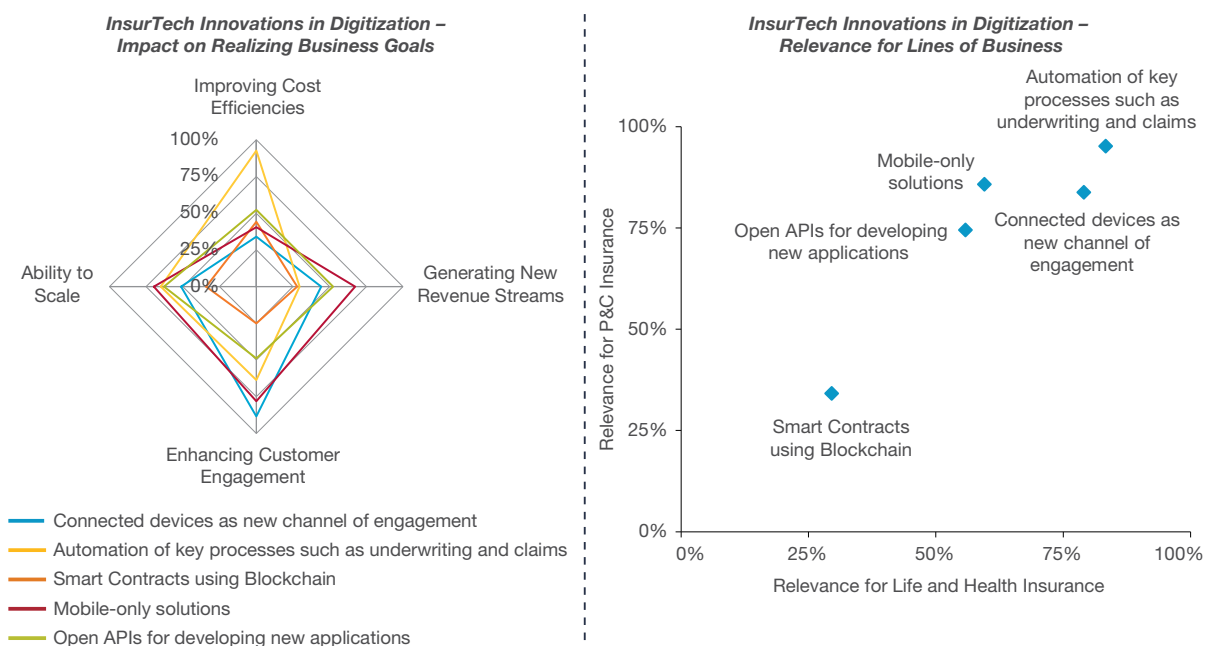 InsurTech Innovations in Digitization –
Impact on Realizing Business Goals
Improving Cost
Efficiencies
100%
75%
50%
25%
0%
Ability to
Scale
Generating New
Revenue Streams
Enhancing Customer
Engagement
Connected devices as new channel of engagement
Automation of key processes such as underwriting and claims
Smart Contracts using Blockchain
Mobile-only solutions
Open APIs for developing new applications
InsurTech Innovations in Digitization –
Relevance for Lines of Business
Relevance for P&C Insurance
100%
75%
50%
25%
0%
Automation of key
processes such as
underwriting and claims
Mobile-only
solutions
Open APIs for developing
new applications
Connected devices as
new channel of
engagement
Smart Contracts
using Blockchain
0%
25%
50%
75%
100%
Relevance for Life and Health Insurance